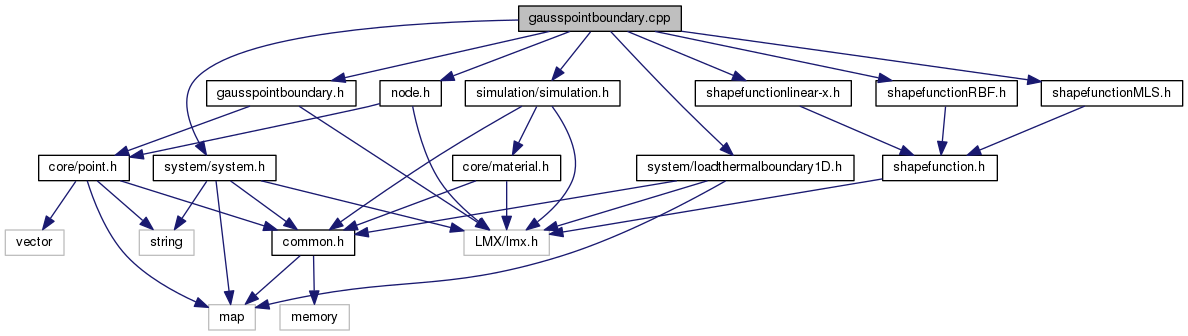 gausspointboundary.cpp
gausspointboundary.h
node.h
simulation/simulation.h
shapefunctionlinear-x.h
shapefunctionRBF.h
shapefunctionMLS.h
core/point.h
system/system.h
core/material.h
system/loadthermalboundary1D.h
shapefunction.h
vector
string
common.h
LMX/lmx.h
map
memory